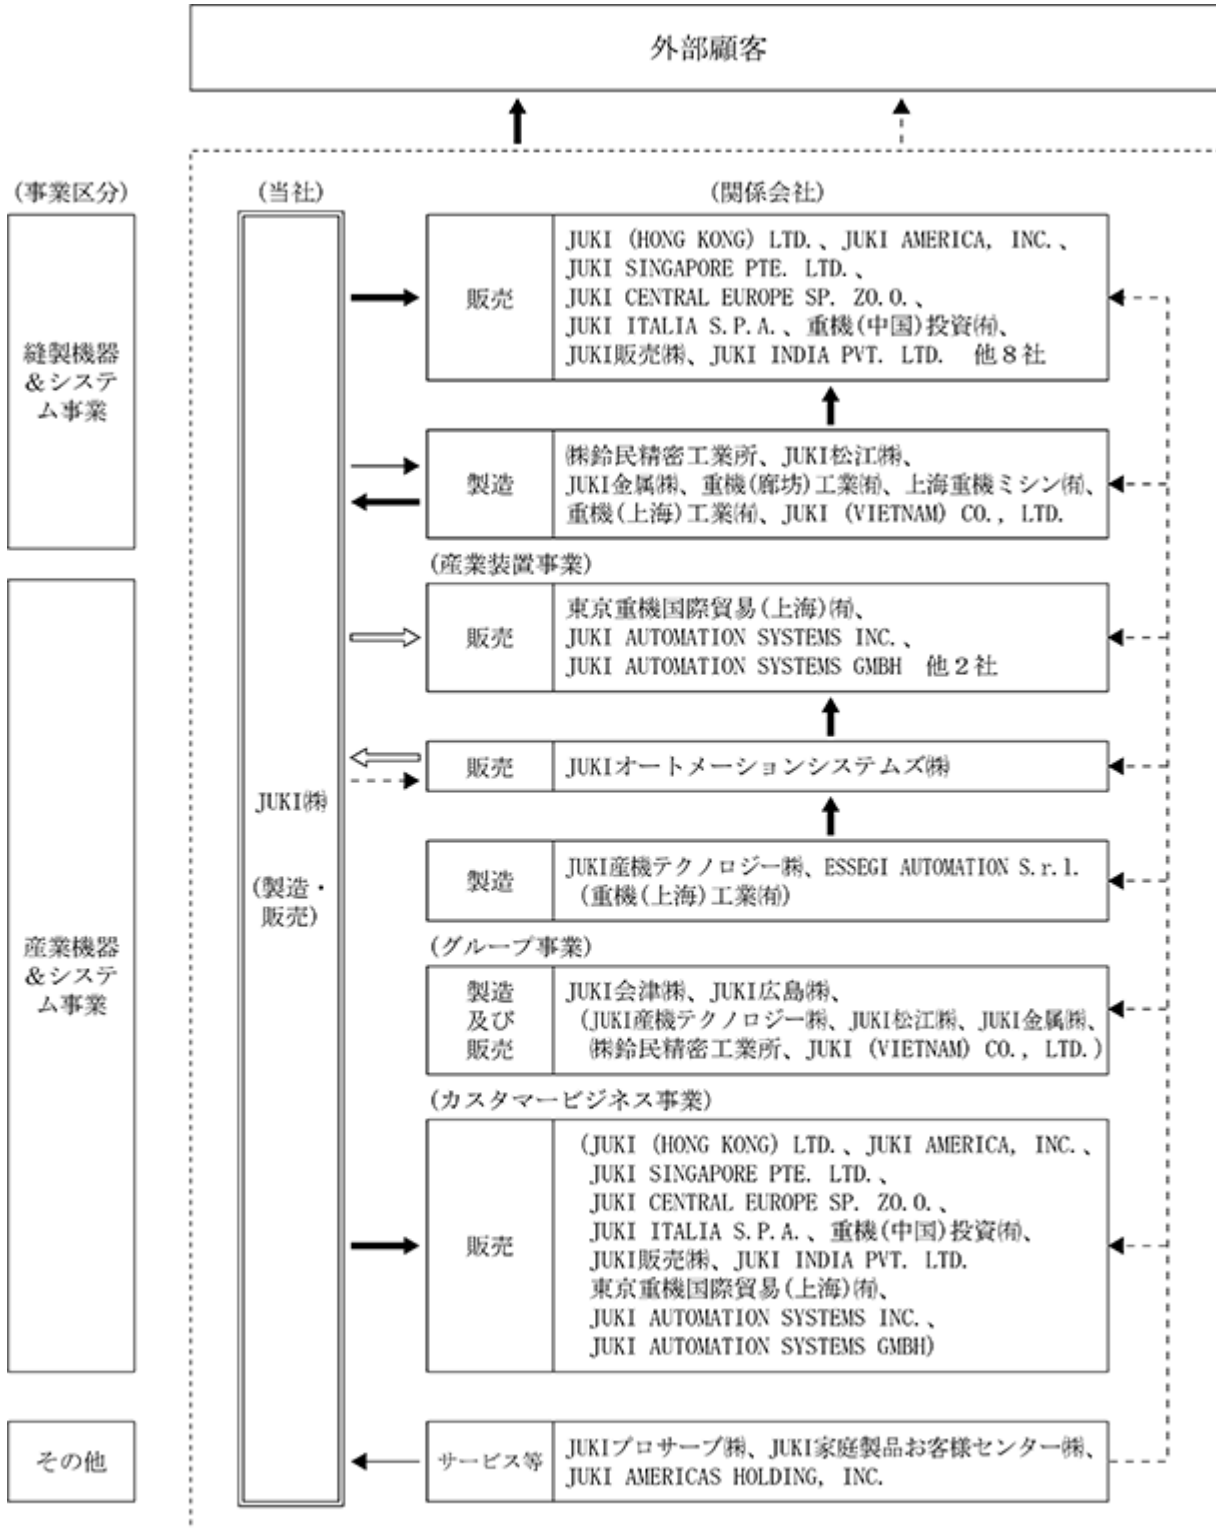 外部顧客
(事業区分)
(当社)
(関係会社)
縫製機器
&システ
ム事業
販売
JUKI (HONG KONG) LTD.、JUKI AMERICA, INC.、
JUKI SINGAPORE PTE. LTD.、
JUKI CENTRAL EUROPE SP. ZO.O.、
JUKI ITALIA S.P.A.、重機(中国)投資㈲、
JUKI販売㈱、JUKI INDIA PVT. LTD. 他8社
製造
㈱鈴民精密工業所、JUKI松江㈱、
JUKI金属㈱、重機(廊坊)工業㈲、上海重機ミシン㈲、
重機(上海)工業㈲、JUKI (VIETNAM) CO., LTD.
産業機器
&システ
ム事業
JUKI㈱
(製造・
販売)
(産業装置事業)
販売
東京重機国際貿易(上海)㈲、
JUKI AUTOMATION SYSTEMS INC.、
JUKI AUTOMATION SYSTEMS GMBH 他2社
販売
JUKIオートメーションシステムズ㈱
製造
JUKI産機テクノロジー㈱、ESSEGI AUTOMATION S.r.l.
(重機(上海)工業㈲)
(グループ事業)
製造
及び
販売
JUKI会津㈱、JUKI広島㈱、
(JUKI産機テクノロジー㈱、JUKI松江㈱、JUKI金属㈱、
㈱鈴民精密工業所、JUKI (VIETNAM) CO., LTD.)
(カスタマービジネス事業)
販売
(JUKI (HONG KONG) LTD.、JUKI AMERICA, INC.、
JUKI SINGAPORE PTE. LTD.、
JUKI CENTRAL EUROPE SP. ZO.O.、
JUKI ITALIA S.P.A.、重機(中国)投資㈲、
JUKI販売㈱、JUKI INDIA PVT. LTD.
東京重機国際貿易(上海)㈲、
JUKI AUTOMATION SYSTEMS INC.、
JUKI AUTOMATION SYSTEMS GMBH)
その他
サービス等
JUKIプロサーブ㈱、JUKI家庭製品お客様センター㈱、
JUKI AMERICAS HOLDING, INC.